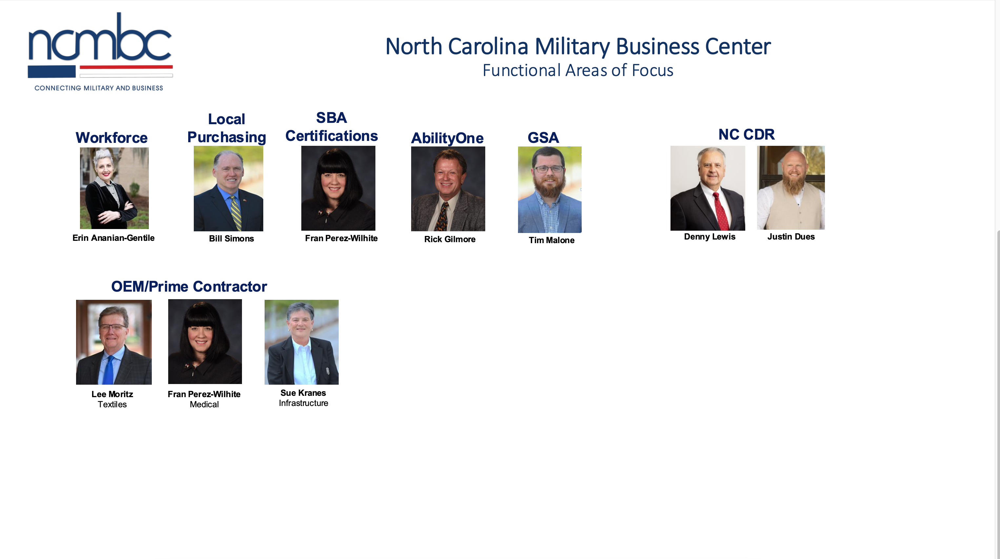 ncmbc
CONNECTING MILITARY AND BUSINESS
North Carolina Military Business Center
Functional Areas of Focus
Workforce
Local
Purchasing
SBA
Certifications
AbilityOne
GSA
NC CDR
Erin Ananian-Gentile
Bill Simons
Fran Perez-Wilhite
Rick Gilmore
Tim Malone
Denny Lewis
Justin Dues
OEM/Prime Contractor
Lee Moritz
Textiles
Fran Perez-Wilhite
Medical
Sue Kranes
Infrastructure